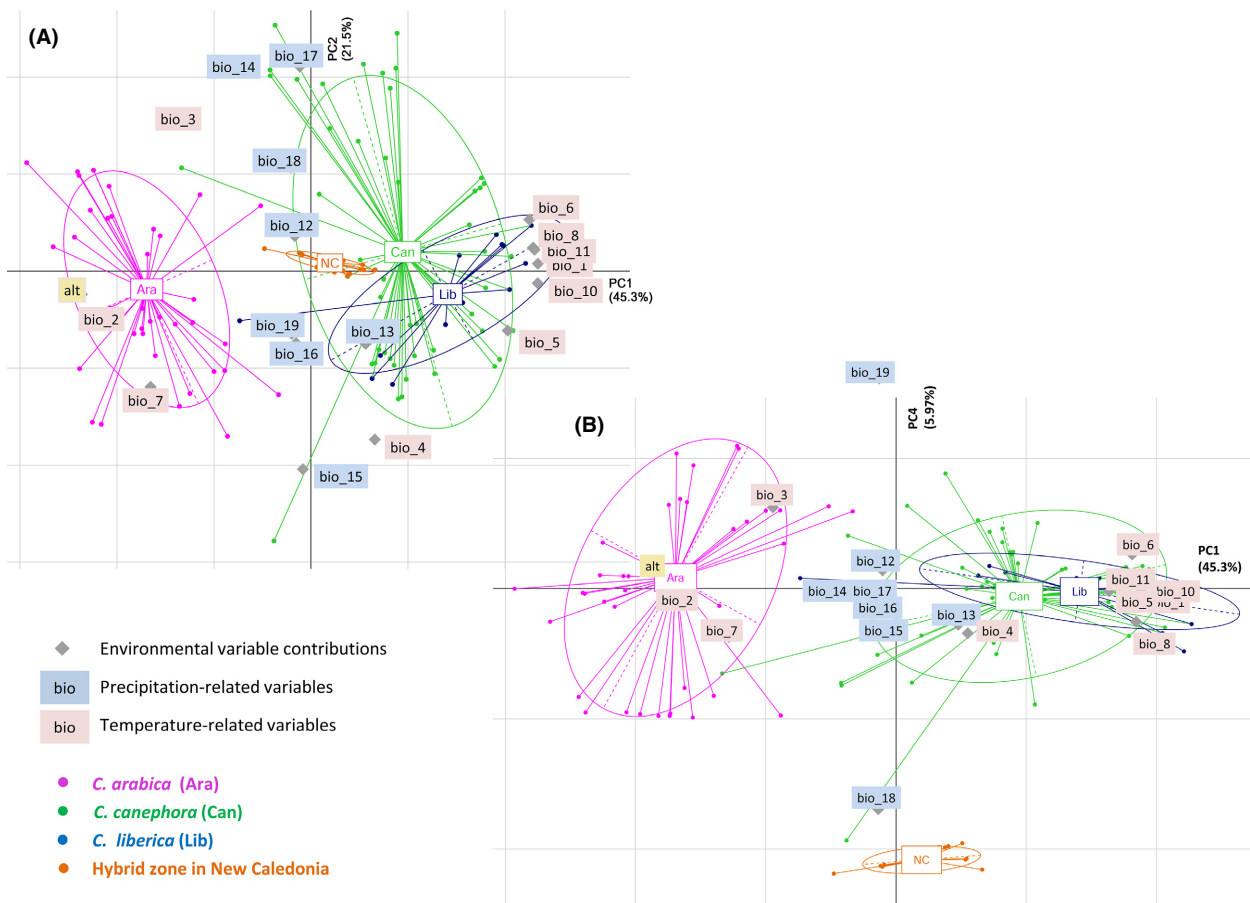 (A)
PC2
(21.5%)
bio_17
bio_14
bio_3
bio_18
bio_6
bio_12
bio_8
Can
bio_11
NC
bio_1
PC1
(45.3%)
alt
Ara
Lib
bio_10
bio_2
bio_19
bio_13
bio_5
bio_16
bio_7
bio_4
bio_15
(B)
bio_19
PC4
(5.97%)
bio_3
bio_6
PC1
(45.3%)
bio_12
alt
Ara
bio_11
bio_14
bio_17
Can
Lib
bio_10
bio_2
bio_5
bio_1
bio_16
bio_13
bio_7
bio_15
bio_4
bio_8
bio_18
NC
Environmental variable contributions
bio Precipitation-related variables
bio Temperature-related variables
C. arabica (Ara)
C. canephora (Can)
C. liberica (Lib)
Hybrid zone in New Caledonia